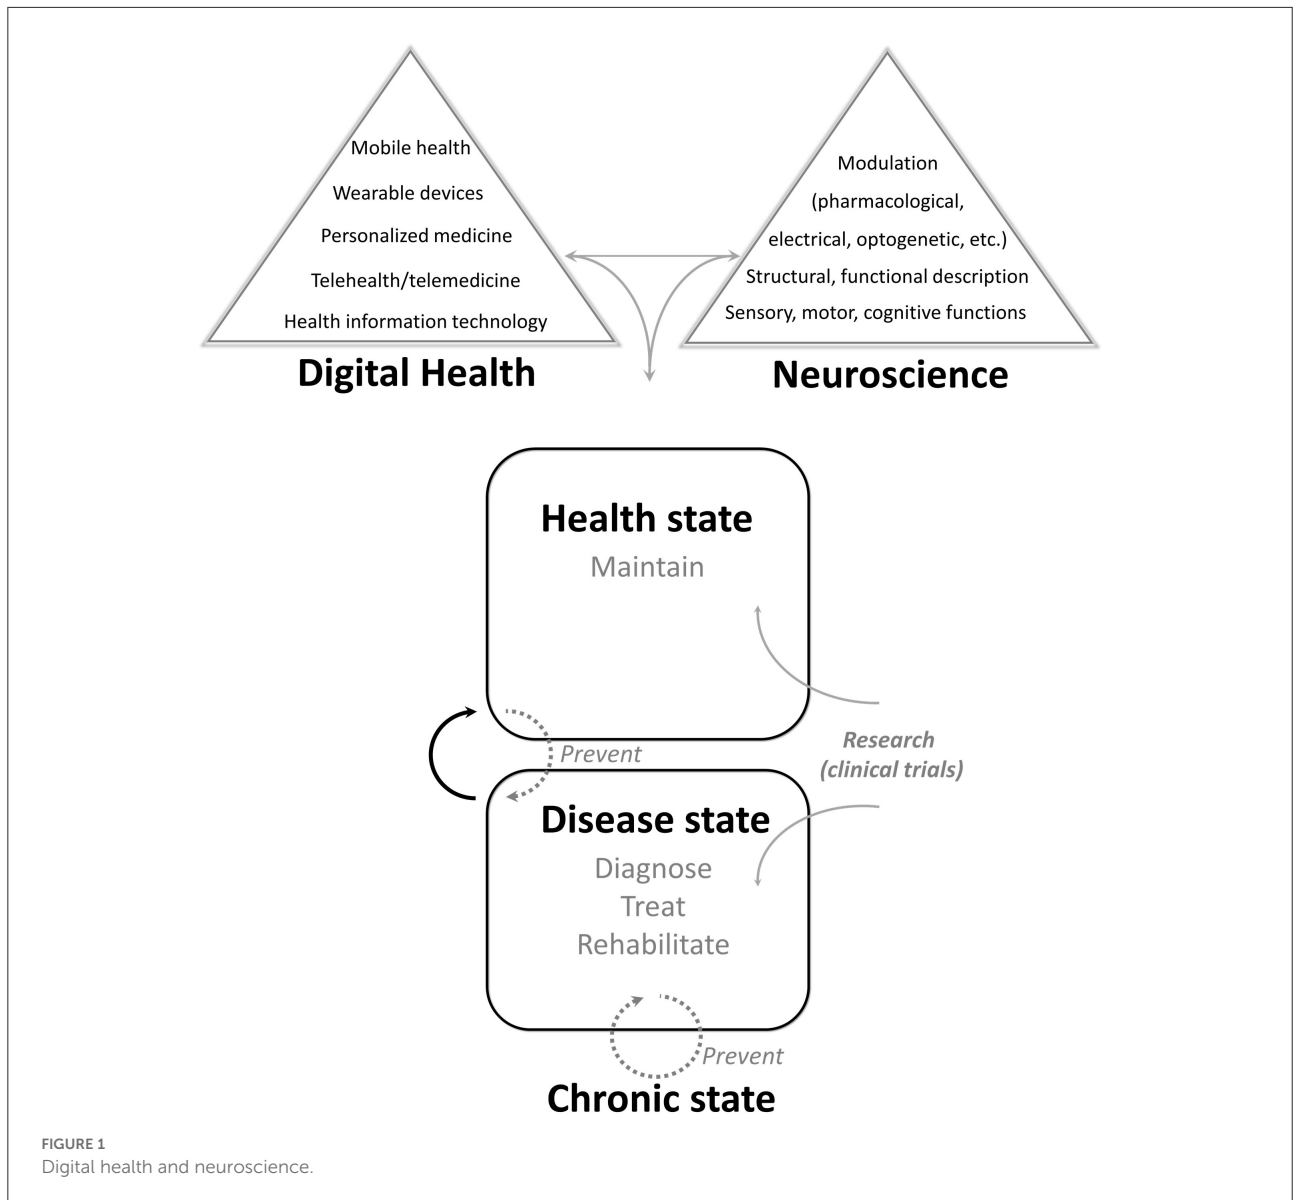 Mobile health
Wearable devices
Personalized medicine
Telehealth/telemedicine
Health information technology
Digital Health
Modulation
(pharmacological,
electrical, optogenetic, etc.)
Structural, functional description
Sensory, motor, cognitive functions
Neuroscience
Health state
Maintain
Prevent
Research
(clinical trials)
Disease state
Diagnose
Treat
Rehabilitate
Prevent
Chronic state
FIGURE 1
Digital health and neuroscience.